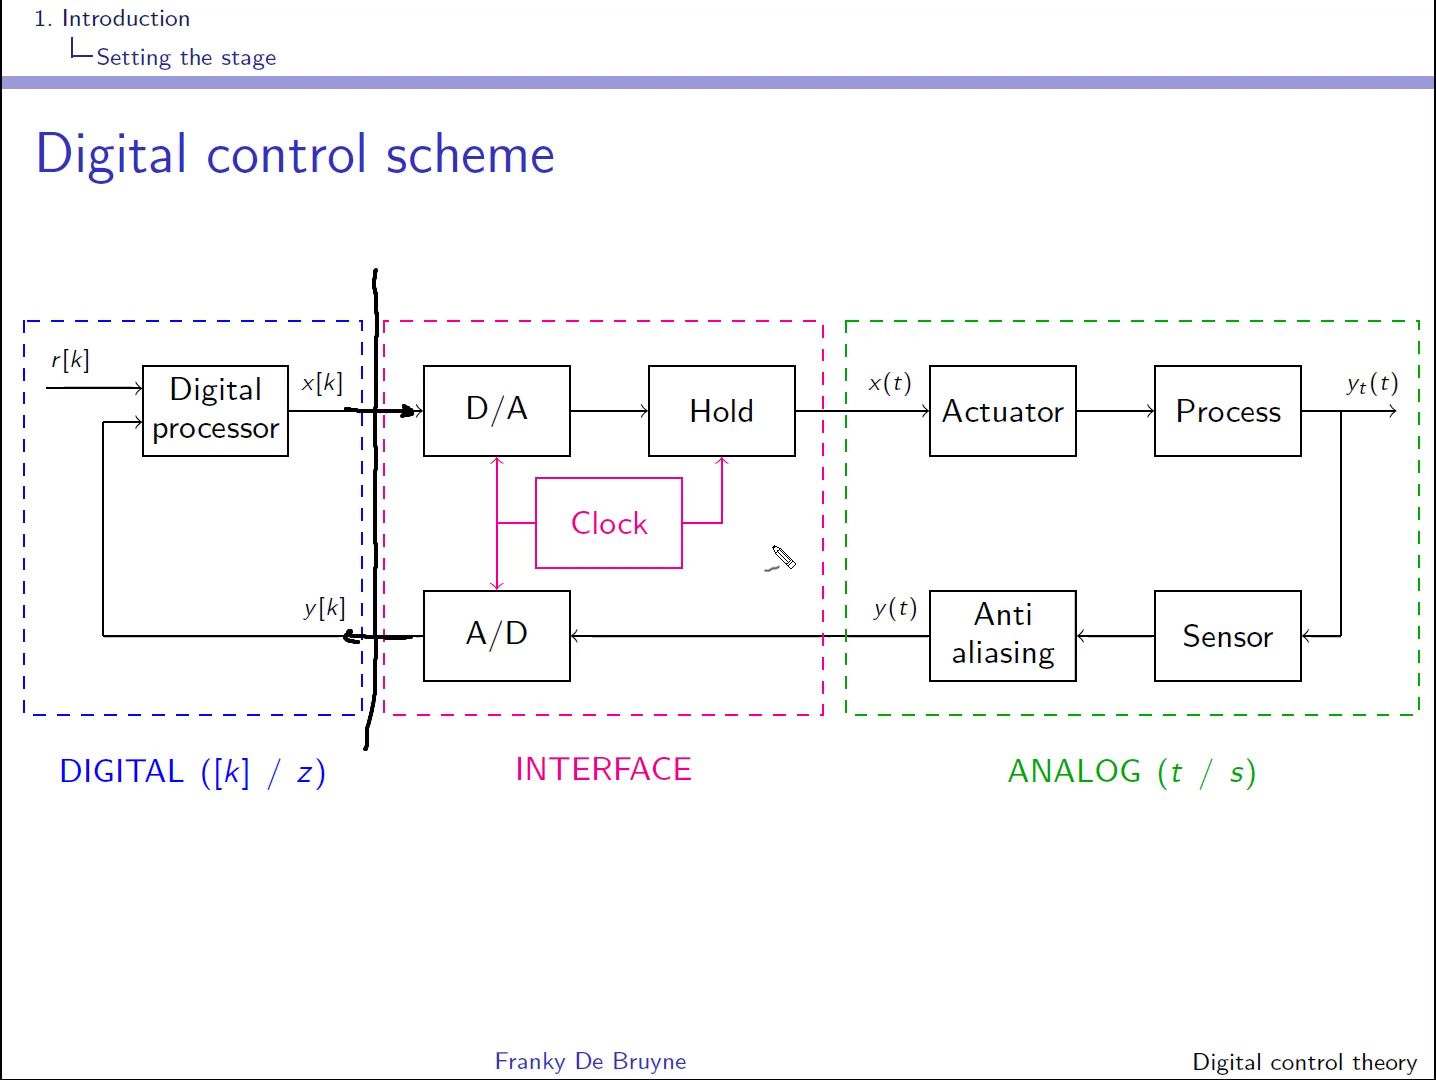 1. Introduction
Setting the stage
Digital control scheme
r[k]
Digital
processor
x[k]
D/A
Hold
x(t)
Actuator
Process
y_t(t)
Clock
y[k]
A/D
y(t)
Anti
aliasing
Sensor
DIGITAL ([k] / z)
INTERFACE
ANALOG (t / s)
Franky De Bruyne
Digital control theory